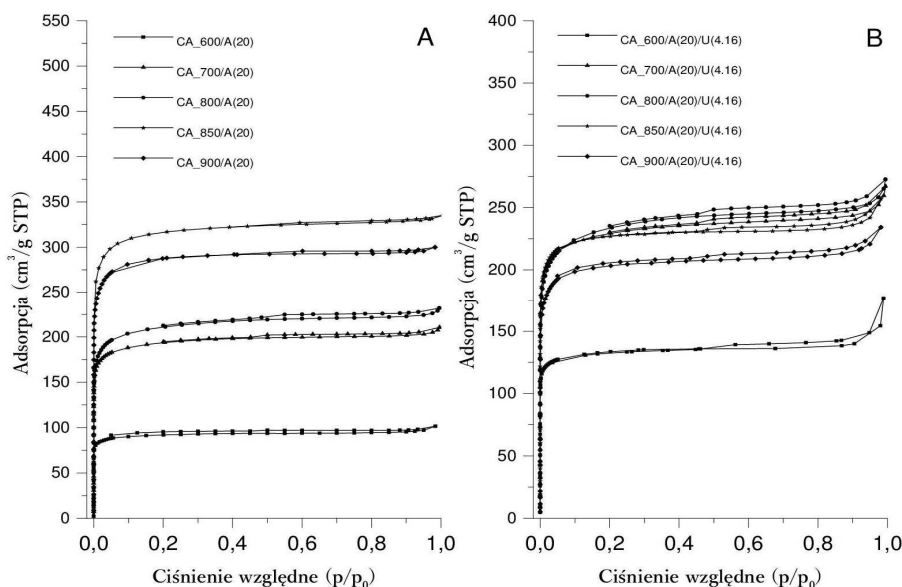 A
CA_600/A(20)
CA_700/A(20)
CA_800/A(20)
CA_850/A(20)
CA_900/A(20)
550
500
450
400
350
300
250
200
150
100
50
0
Adsorpcja (cm³/g STP)
0,0 0,2 0,4 0,6 0,8 1,0
Ciśnienie względne (p/p₀)
B
CA_600/A(20)/U(4.16)
CA_700/A(20)/U(4.16)
CA_800/A(20)/U(4.16)
CA_850/A(20)/U(4.16)
CA_900/A(20)/U(4.16)
400
350
300
250
200
150
100
50
0
Adsorpcja (cm³/g STP)
0,0 0,2 0,4 0,6 0,8 1,0
Ciśnienie względne (p/p₀)